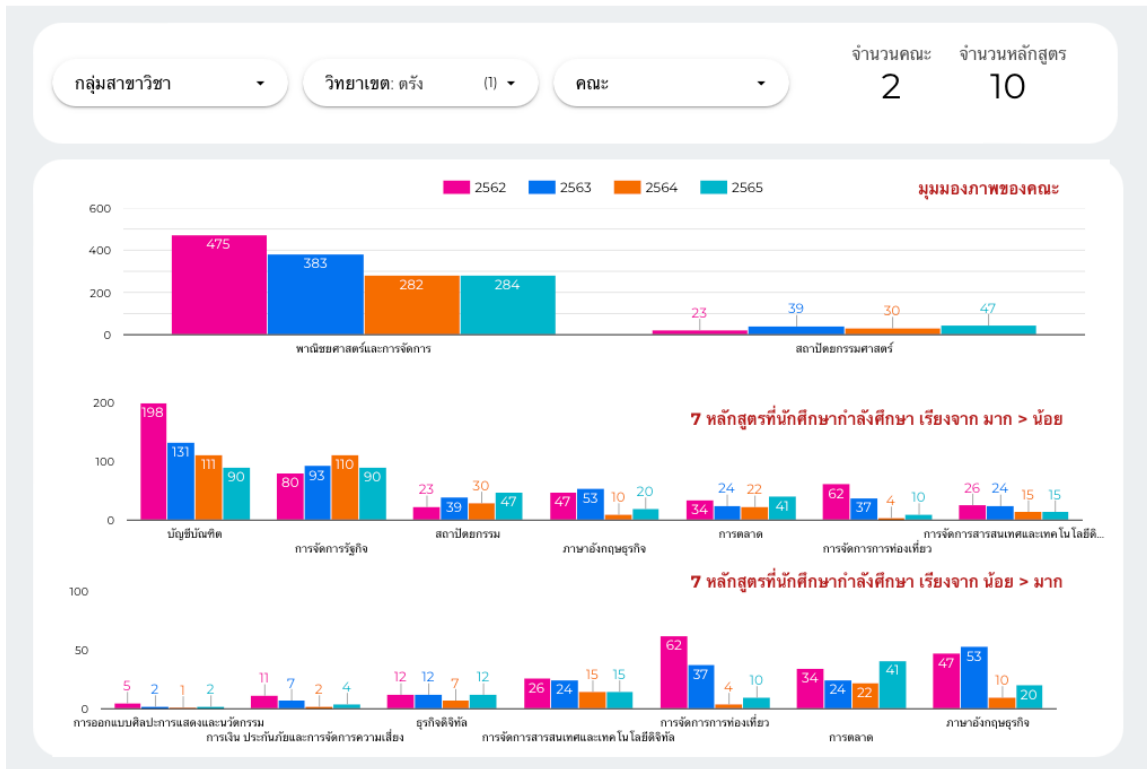 จำนวนคณะ จำนวนหลักสูตร
กลุ่มสาขาวิชา วิทยาเขต: ตรัง (1) คณะ 2 10
2562 2563 2564 2565 มุมมองภาพของคณะ
600
400
200
0
475 383 282 284 23 39 30 47
พาณิชยศาสตร์และการจัดการ สถาปัตยกรรมศาสตร์
7 หลักสูตรที่นักศึกษากำลังศึกษา เรียงจาก มาก > น้อย
200
100
0
198 131 111 90 80 93 110 90 23 39 30 47 47 53 10 20 34 24 22 41 62 37 4 10 26 24 15 15
บัญชีบัณฑิต สถาปัตยกรรม การตลาด การจัดการสารสนเทศและเทคโนโลยีดิ...
การจัดการรัฐกิจ ภาษาอังกฤษธุรกิจ การจัดการการท่องเที่ยว
7 หลักสูตรที่นักศึกษากำลังศึกษา เรียงจาก น้อย > มาก
100
50
0
5 2 1 2 11 7 2 4 12 12 7 12 26 24 15 15 62 37 4 10 34 24 22 41 47 53 10 20
การออกแบบศิลปะการแสดงและนวัตกรรม ธุรกิจดิจิทัล การจัดการการท่องเที่ยว ภาษาอังกฤษธุรกิจ
การเงิน ประกันภัยและการจัดการความเสี่ยง การจัดการสารสนเทศและเทคโนโลยีดิจิทัล การตลาด